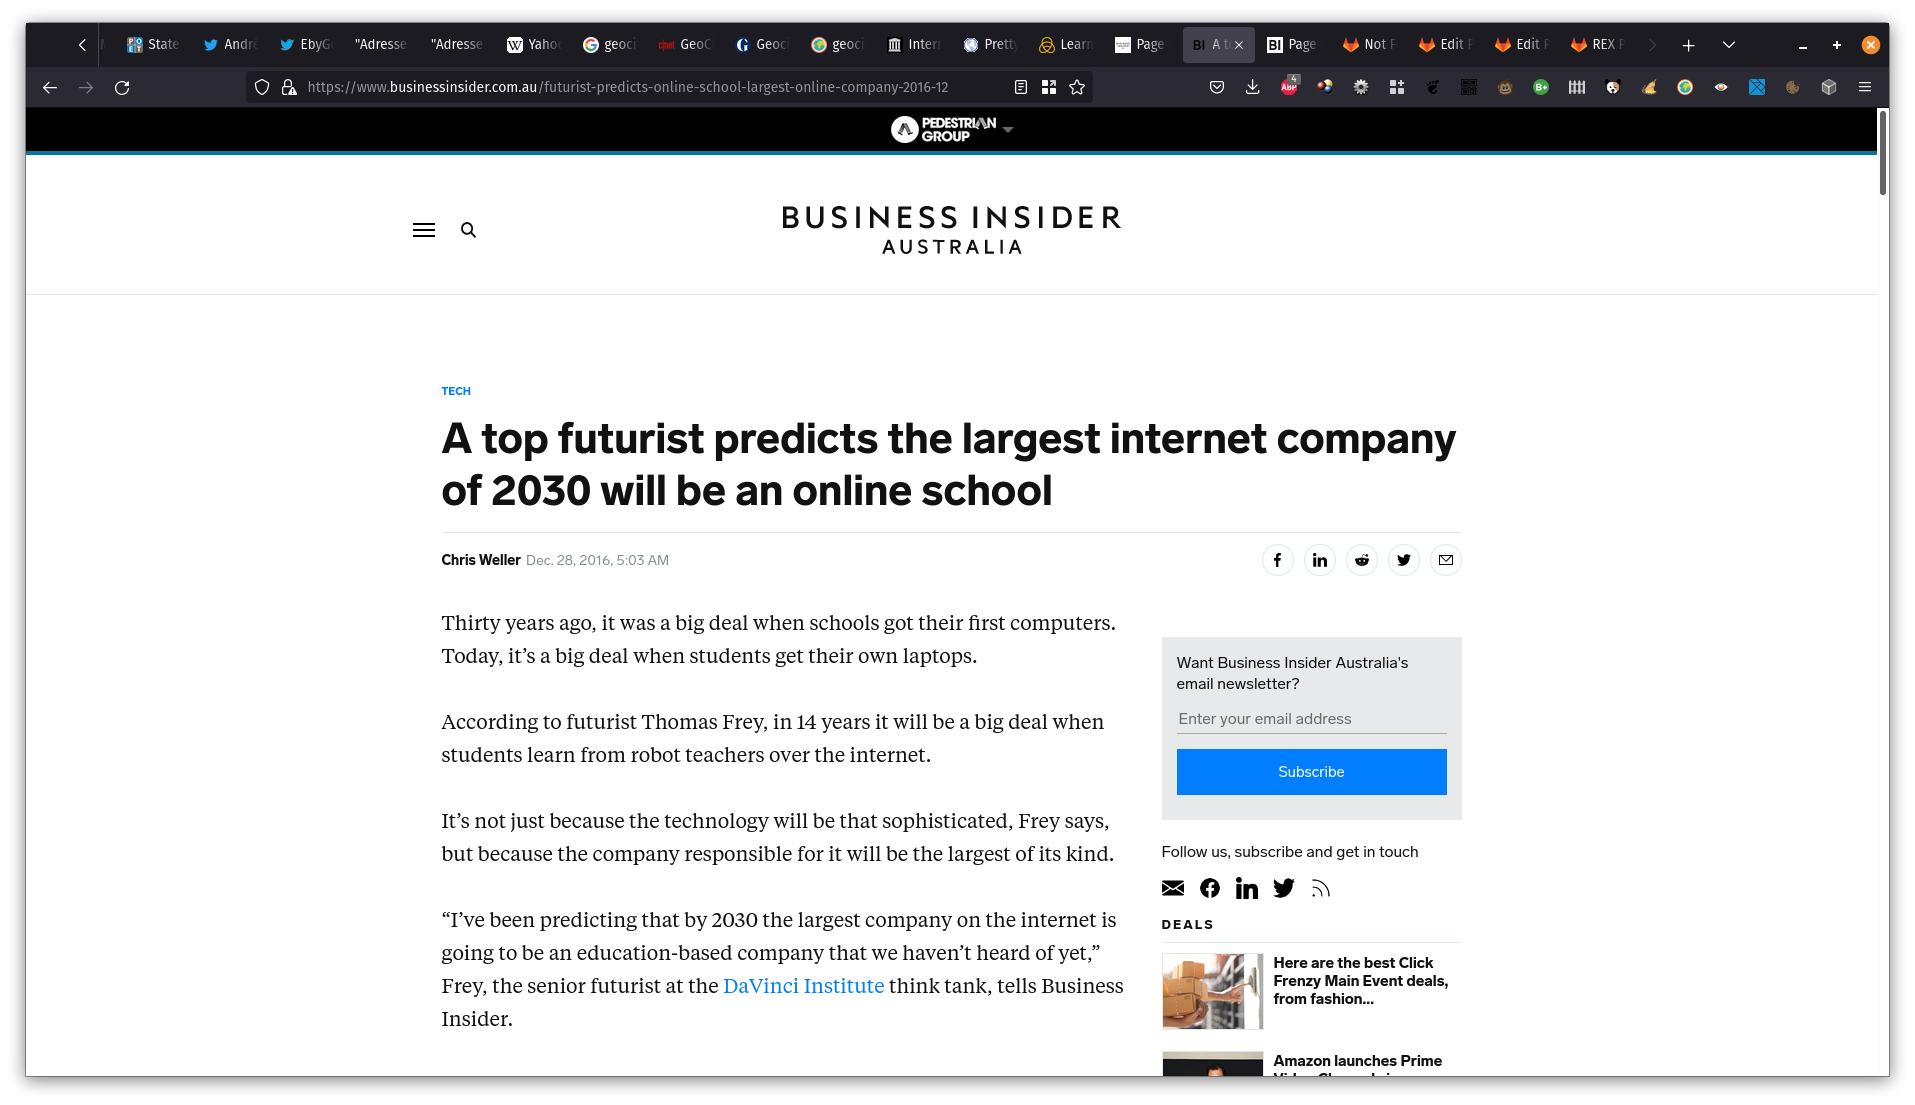 State
Andre
EbyG
"Adresse
"Adresse
Yaho
geoci
GeoC
Geoci
geoci
Intern
Pretty
Learn
Page
A to
Page
Not F
Edit F
Edit F
REX P
https://www.businessinsider.com.au/futurist-predicts-online-school-largest-online-company-2016-12
4
ABP
B+
PEDESTRIAN
GROUP
BUSINESS INSIDER
AUSTRALIA
TECH
A top futurist predicts the largest internet company
of 2030 will be an online school
Chris Weller Dec. 28, 2016, 5:03 AM
Thirty years ago, it was a big deal when schools got their first computers.
Today, it’s a big deal when students get their own laptops.
According to futurist Thomas Frey, in 14 years it will be a big deal when
students learn from robot teachers over the internet.
It’s not just because the technology will be that sophisticated, Frey says,
but because the company responsible for it will be the largest of its kind.
“I’ve been predicting that by 2030 the largest company on the internet is
going to be an education-based company that we haven’t heard of yet,”
Frey, the senior futurist at the DaVinci Institute think tank, tells Business
Insider.
Want Business Insider Australia's
email newsletter?
Enter your email address
Subscribe
Follow us, subscribe and get in touch
DEALS
Here are the best Click
Frenzy Main Event deals,
from fashion...
Amazon launches Prime